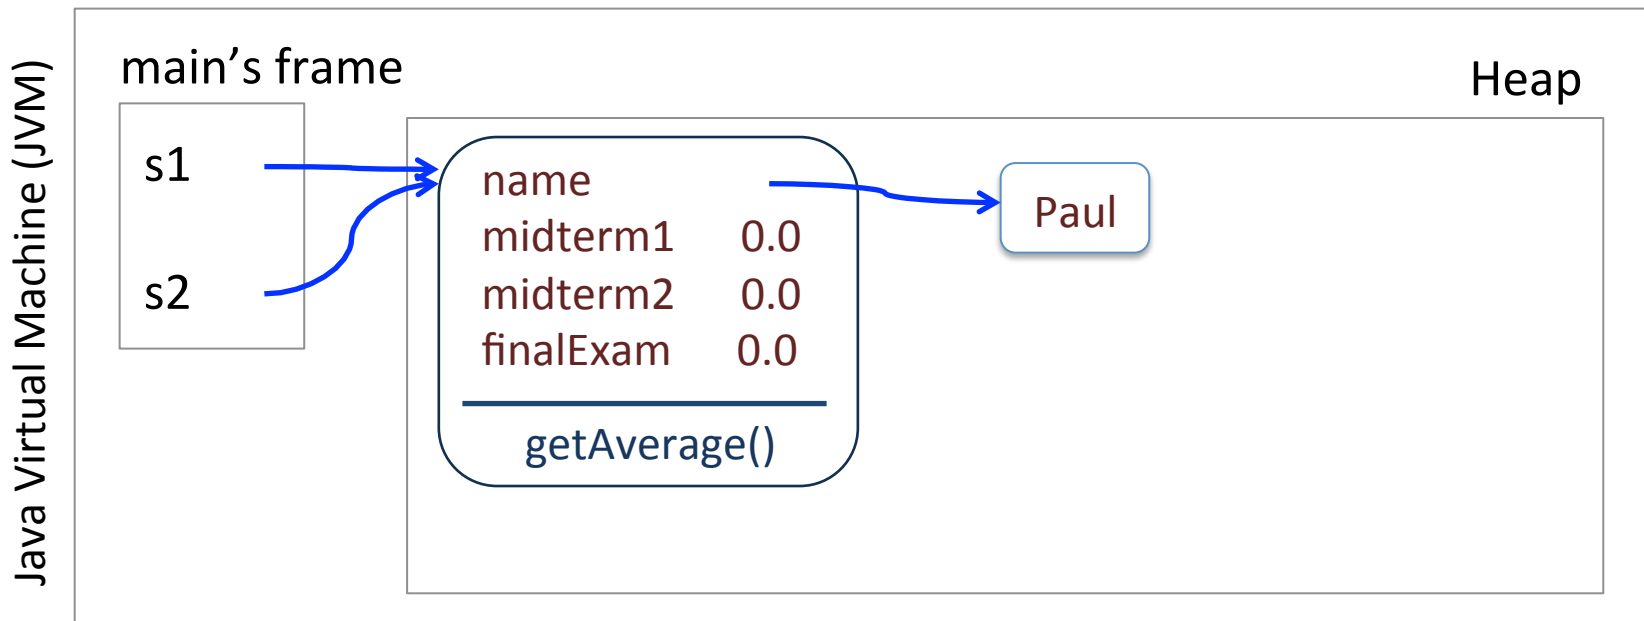 Java Virtual Machine (JVM)
main’s frame
Heap
s1
s2
name
midterm1 0.0
midterm2 0.0
finalExam 0.0
getAverage()
Paul